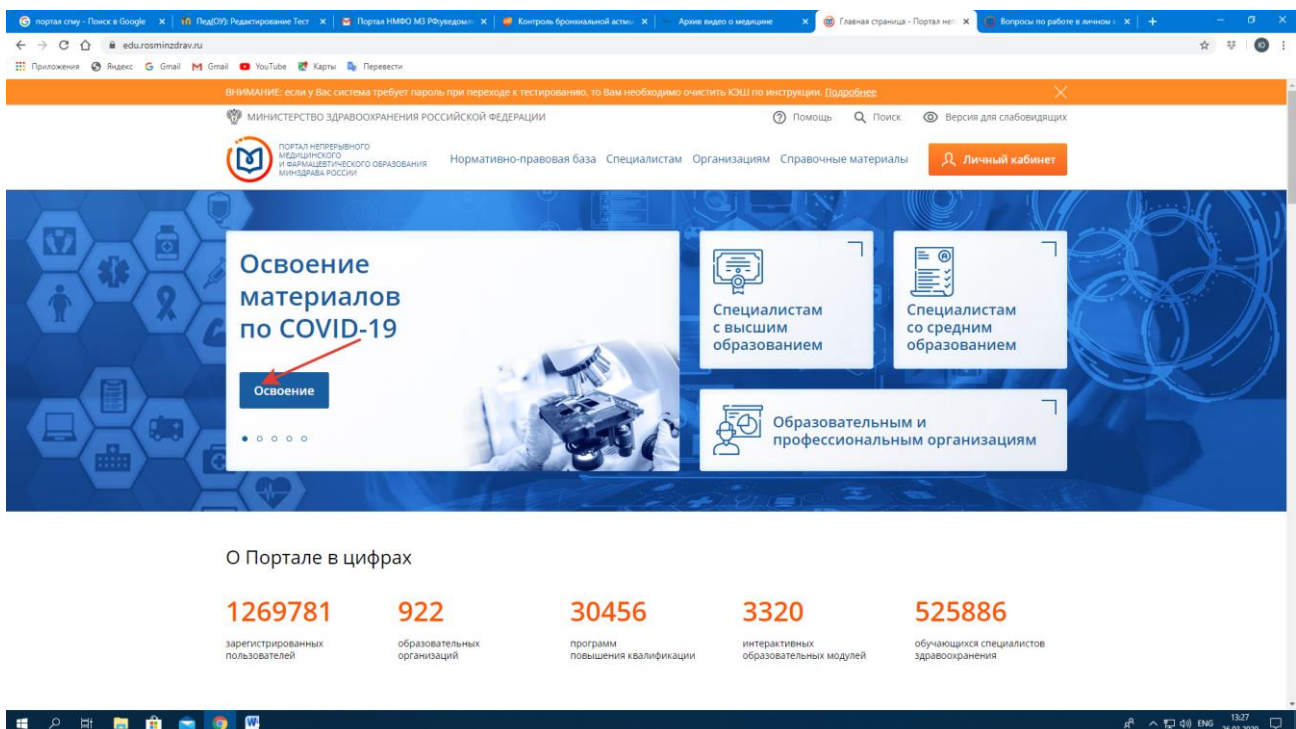 портал сгму - Поиск в Google
Пед(ОУ): Редактирование Тест
Портал НМФО МЗ РФ:уведомл
Контроль бронхиальной астмы
Архив видео о медицине
Главная страница - Портал неп
Вопросы по работе в личном к
edu.rosminzdrav.ru
Приложения Яндекс Gmail Gmail YouTube Карты Перевести
ВНИМАНИЕ: если у Вас система требует пароль при переходе к тестированию, то Вам необходимо очистить КЭШ по инструкции. Подробнее
МИНИСТЕРСТВО ЗДРАВООХРАНЕНИЯ РОССИЙСКОЙ ФЕДЕРАЦИИ
Помощь Поиск Версия для слабовидящих
ПОРТАЛ НЕПРЕРЫВНОГО
МЕДИЦИНСКОГО
И ФАРМАЦЕВТИЧЕСКОГО ОБРАЗОВАНИЯ
МИНЗДРАВА РОССИИ
Нормативно-правовая база Специалистам Организациям Справочные материалы
Личный кабинет
Освоение
материалов
по COVID-19
Освоение
Специалистам
с высшим
образованием
Специалистам
со средним
образованием
Образовательным и
профессиональным организациям
О Портале в цифрах
1269781
зарегистрированных
пользователей
922
образовательных
организаций
30456
программ
повышения квалификации
3320
интерактивных
образовательных модулей
525886
обучающихся специалистов
здравоохранения
ENG
13:27